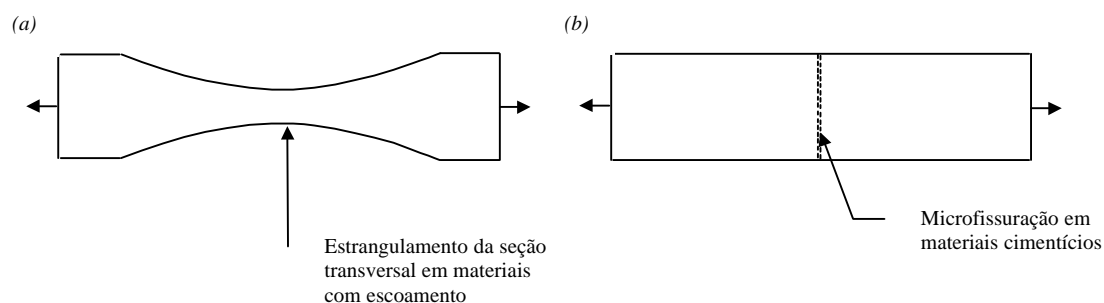 (a)
(b)
Estrangulamento da seção
transversal em materiais
com escoamento
Microfissuração em
materiais cimentícios